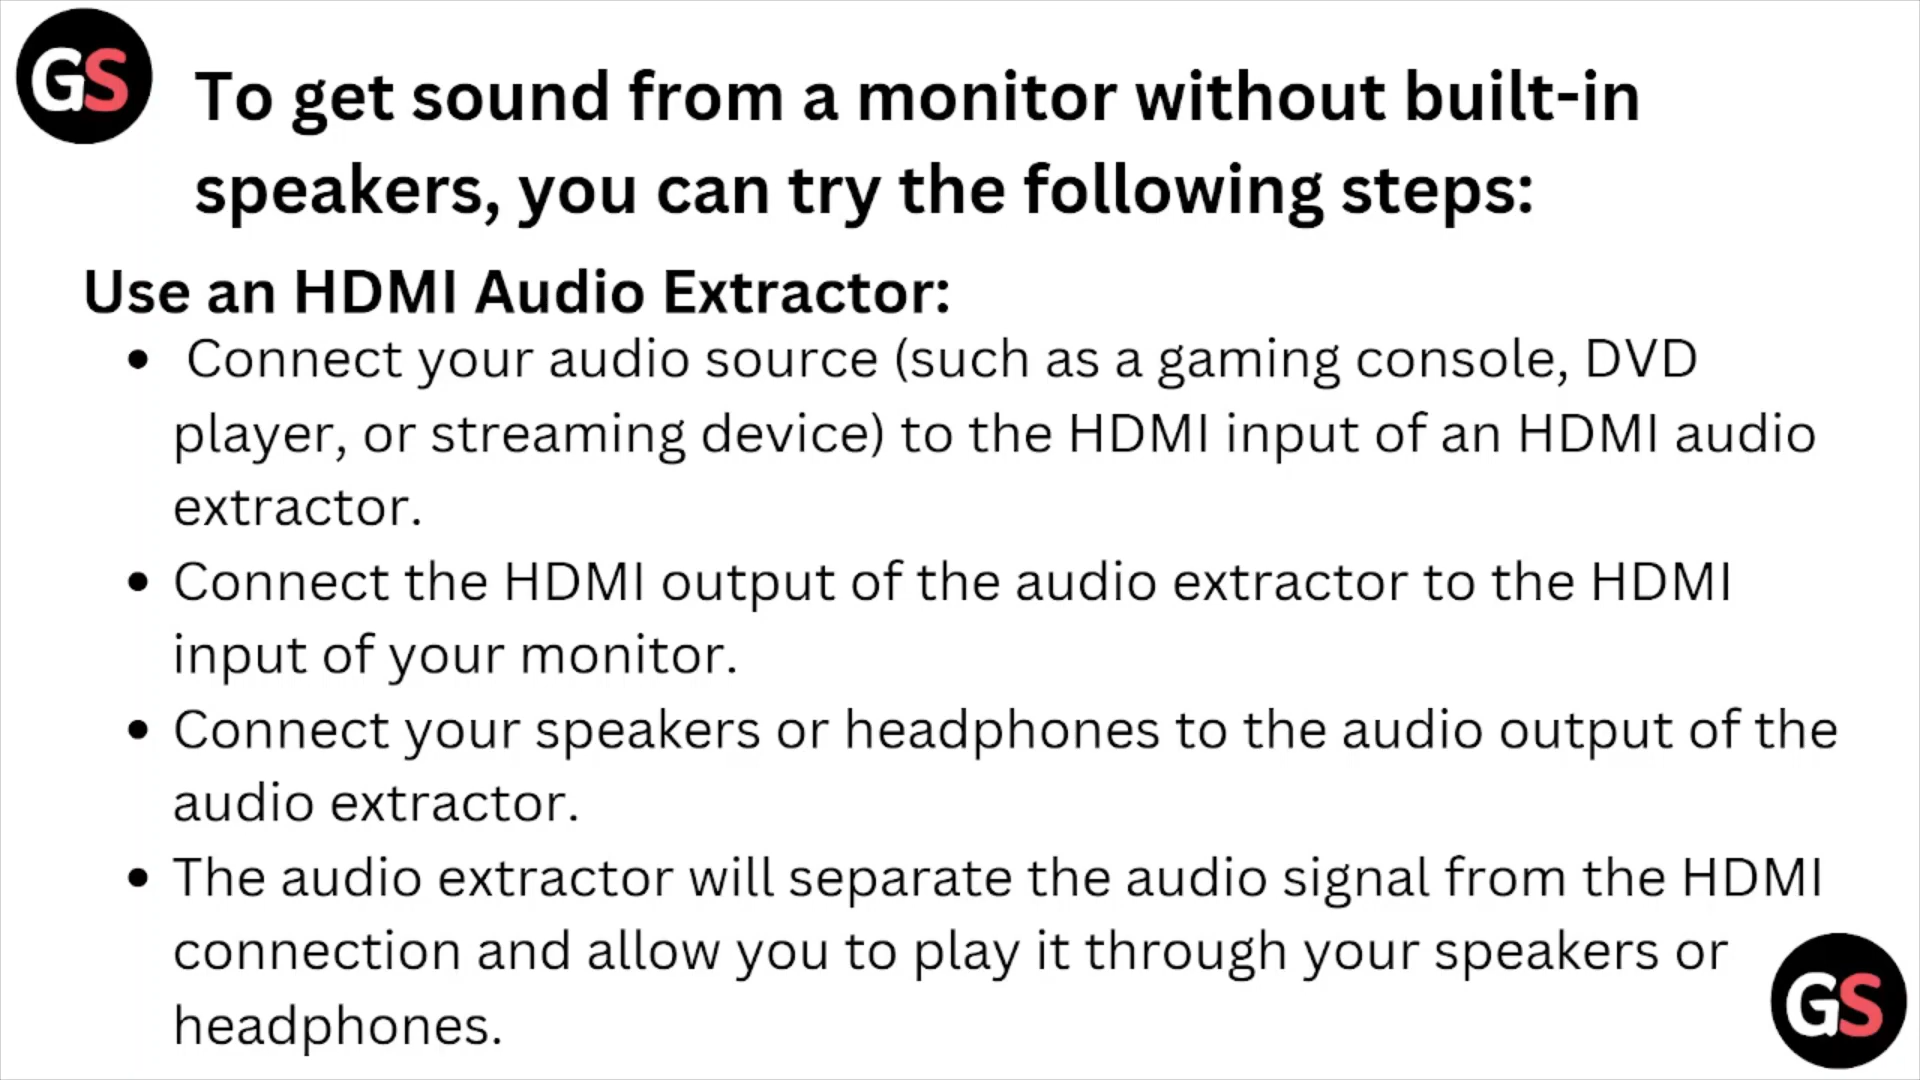 GS
To get sound from a monitor without built-in
speakers, you can try the following steps:
Use an HDMI Audio Extractor:
• Connect your audio source (such as a gaming console, DVD
player, or streaming device) to the HDMI input of an HDMI audio
extractor.
• Connect the HDMI output of the audio extractor to the HDMI
input of your monitor.
• Connect your speakers or headphones to the audio output of the
audio extractor.
• The audio extractor will separate the audio signal from the HDMI
connection and allow you to play it through your speakers or
headphones.
GS